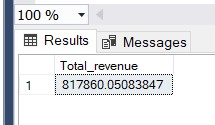 100 %
Results Messages
Total_revenue
1 817860.05083847